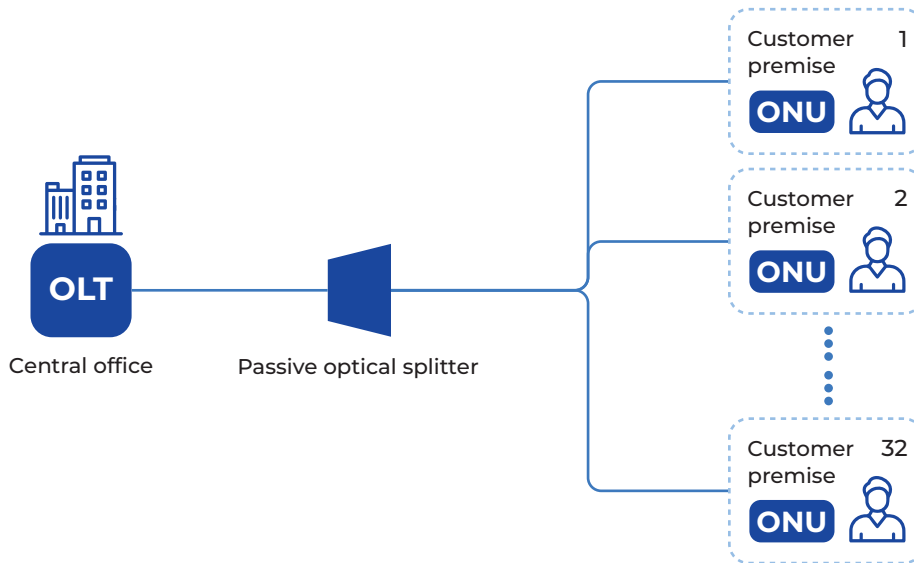 Customer 1
premise
ONU
Customer 2
premise
ONU
OLT
Central office
Passive optical splitter
Customer 32
premise
ONU